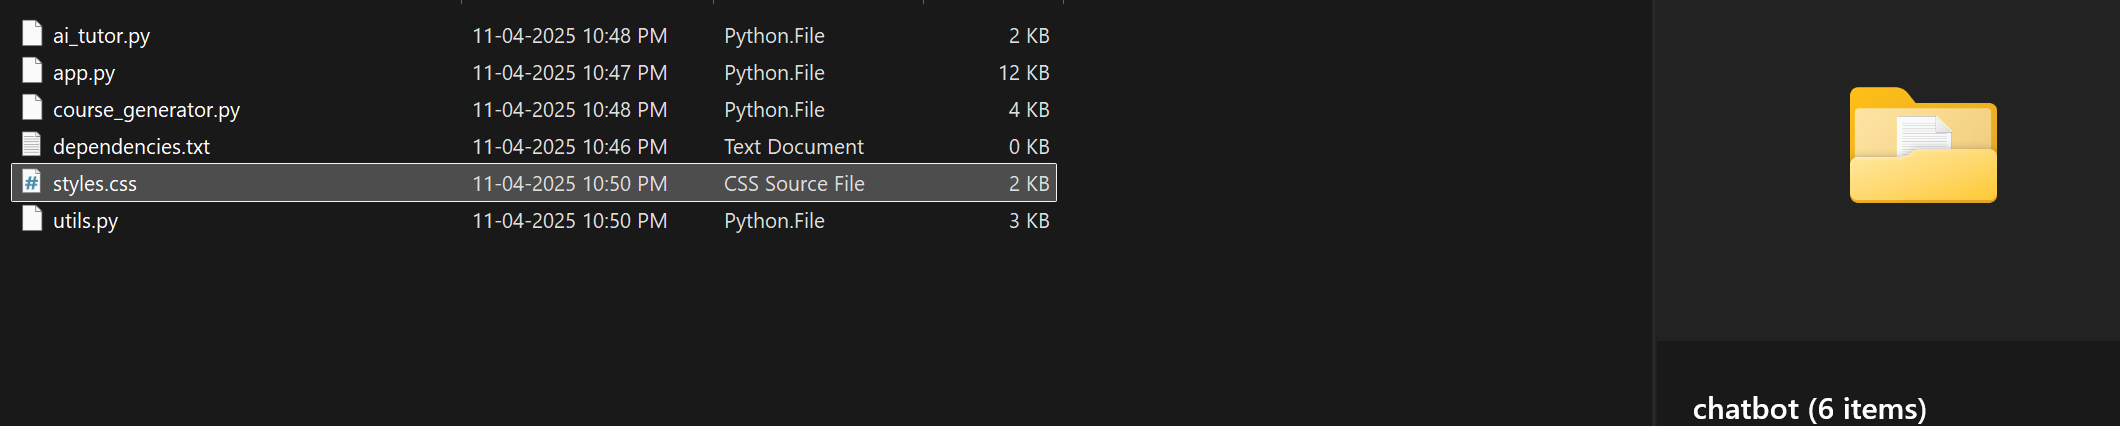 ai_tutor.py 11-04-2025 10:48 PM Python.File 2 KB
app.py 11-04-2025 10:47 PM Python.File 12 KB
course_generator.py 11-04-2025 10:48 PM Python.File 4 KB
dependencies.txt 11-04-2025 10:46 PM Text Document 0 KB
styles.css 11-04-2025 10:50 PM CSS Source File 2 KB
utils.py 11-04-2025 10:50 PM Python.File 3 KB
chatbot (6 items)